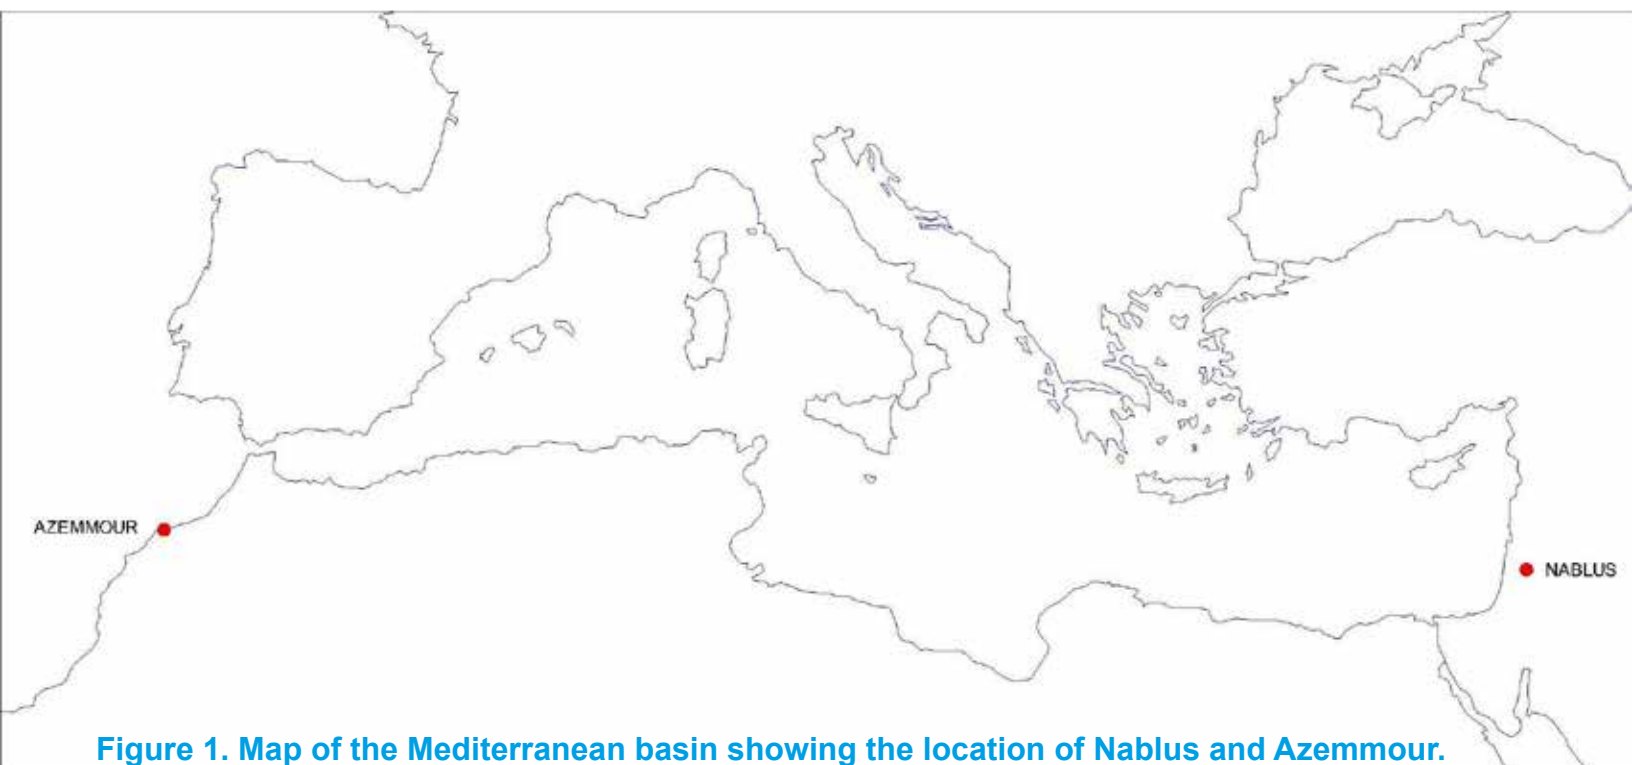 AZEMMOUR
NABLUS
Figure 1. Map of the Mediterranean basin showing the location of Nablus and Azemmour.